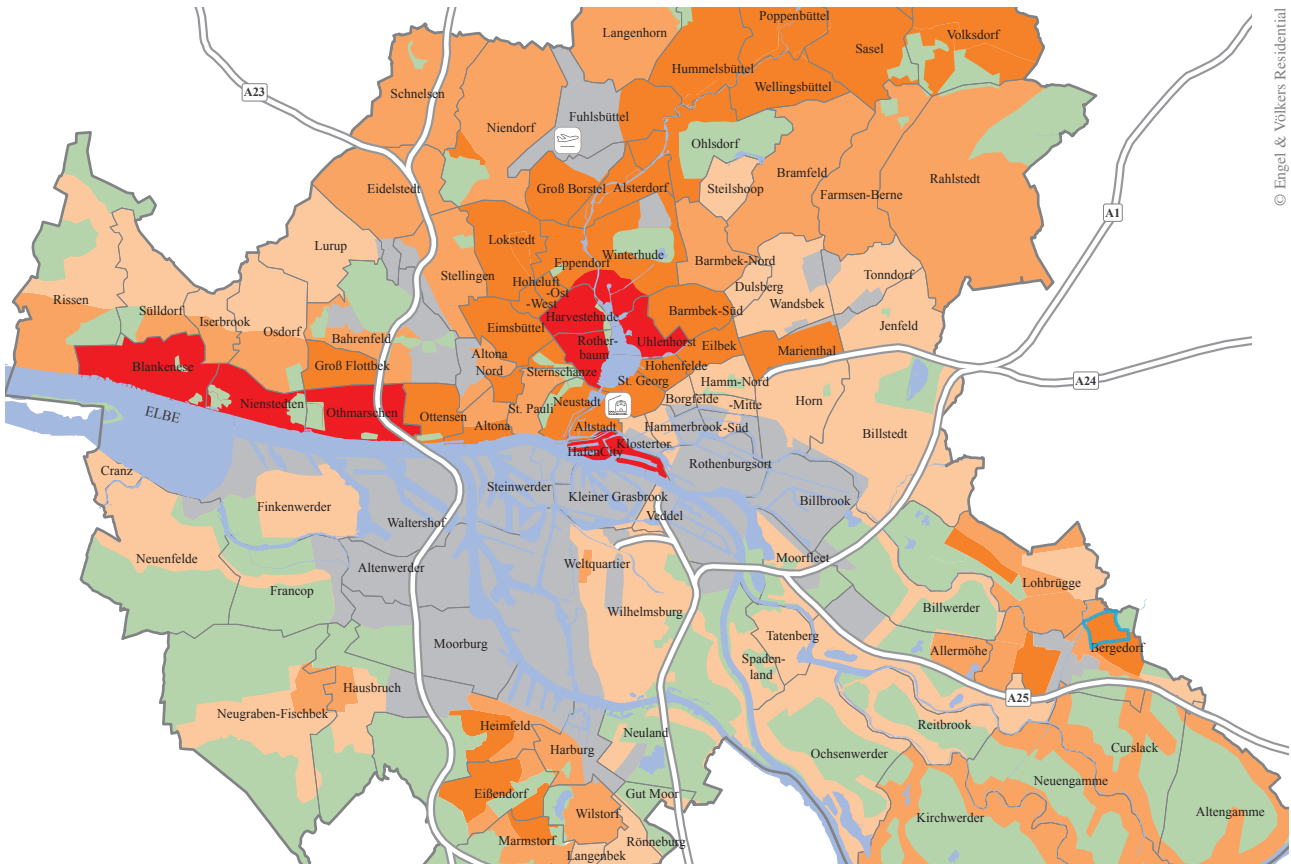 Poppenbüttel
Langenhorn
Volksdorf
Sasel
Hummelsbüttel
Wellingsbüttel
A23
Schnelsen
Fuhlsbüttel
Niendorf
Ohlsdorf
Bramfeld
Rahlstedt
Eidelstedt
Groß Borstel
Alsterdorf
Steilshoop
Farmsen-Berne
A1
Lurup
Lokstedt
Winterhude
Eppendorf
Barmbek-Nord
Stellingen
Tonndorf
Hoheluft
-Ost
-West
Dulsberg
Wandsbek
Rissen
Sülldorf
Iserbrook
Osdorf
Bahrenfeld
Harvestehude
Barmbek-Süd
Eimsbüttel
Jenfeld
Rother-
baum
Uhlenhorst
Eilbek
Marienthal
Blankenese
Groß Flottbek
Altona
Nord
Sternschanze
Hohenfelde
St. Georg
Hamm-Nord
A24
Nienstedten
Othmarschen
Ottensen
St. Pauli
Neustadt
Borgfelde
-Mitte
Horn
ELBE
Altona
Altstadt
Hammerbrook
-Süd
Billstedt
Klostertor
HafenCity
Rothenburgsort
Cranz
Steinwerder
Kleiner Grasbrook
Billbrook
Finkenwerder
Waltershof
Veddel
Neuenfelde
Altenwerder
Weltquartier
Moorfleet
Lohbrügge
Francop
Wilhelmsburg
Billwerder
Tatenberg
Moorburg
Allermöhe
Bergedorf
Spaden-
land
Hausbruch
A25
Neugraben-Fischbek
Heimfeld
Neuland
Reitbrook
Harburg
Ochsenwerder
Curslack
Neuengamme
Eißendorf
Gut Moor
Wilstorf
Kirchwerder
Altengamme
Marmstorf
Rönneburg
Langenbek
© Engel & Völkers Residential